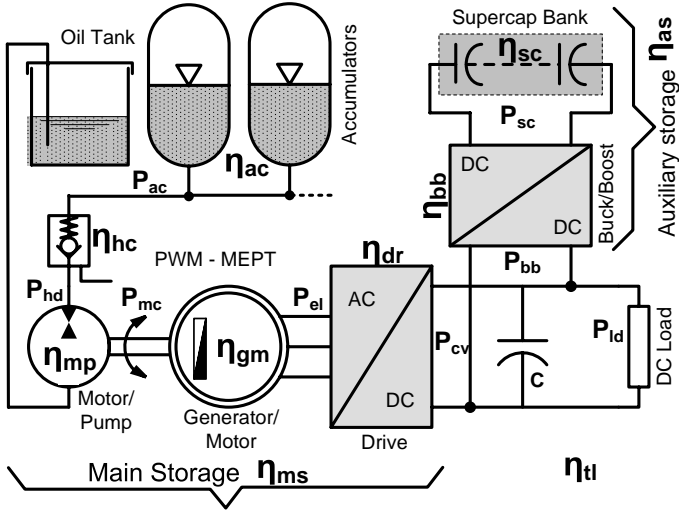 Oil Tank
Accumulators
Supercap Bank
ηsc
Auxiliary storage ηas
Psc
Pac
ηac
DC
DC
ηbb
Buck/Boost
ηhc
PWM - MEPT
ηdr
Pbb
Phd
Pmc
Pel
AC
DC
Pcv
C
Pld
DC Load
ηmp
ηgm
Motor/
Pump
Generator/
Motor
Drive
Main Storage ηms
ηtl